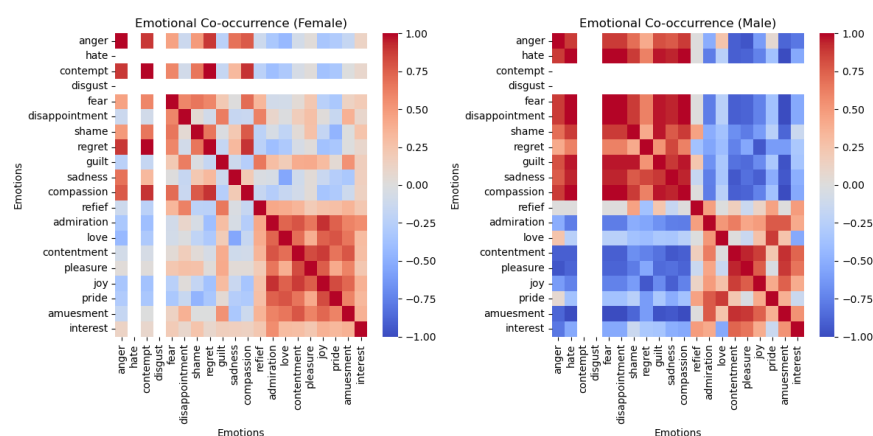 Emotional Co-occurrence (Female)
anger
hate
contempt
disgust
fear
disappointment
shame
regret
guilt
sadness
compassion
refief
admiration
love
contentment
pleasure
joy
pride
amuesment
interest
Emotions
anger
hate
contempt
disgust
fear
disappointment
shame
regret
guilt
sadness
compassion
refief
admiration
love
contentment
pleasure
joy
pride
amuesment
interest
Emotions
1.00
0.75
0.50
0.25
0.00
−0.25
−0.50
−0.75
−1.00
Emotional Co-occurrence (Male)
anger
hate
contempt
disgust
fear
disappointment
shame
regret
guilt
sadness
compassion
refief
admiration
love
contentment
pleasure
joy
pride
amuesment
interest
Emotions
anger
hate
contempt
disgust
fear
disappointment
shame
regret
guilt
sadness
compassion
refief
admiration
love
contentment
pleasure
joy
pride
amuesment
interest
Emotions
1.00
0.75
0.50
0.25
0.00
−0.25
−0.50
−0.75
−1.00